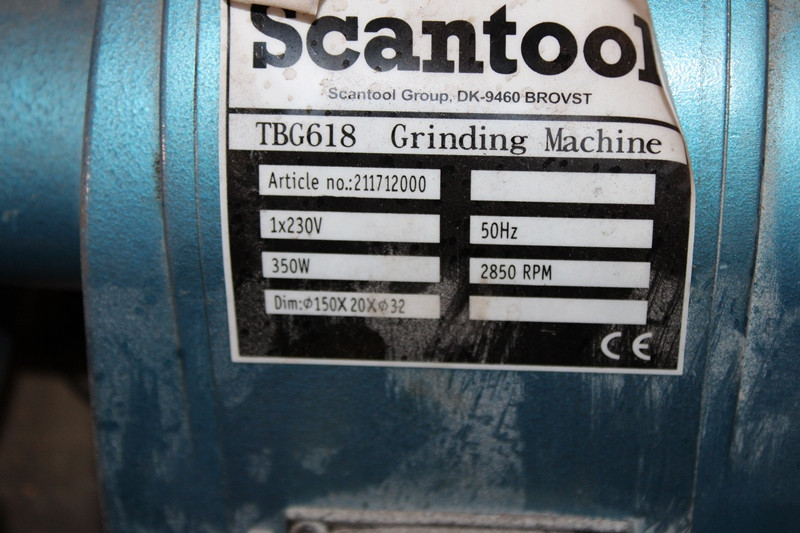 Scantool
Scantool Group, DK-9460 BROVST
TBG618 Grinding Machine
Article no.:211712000
1x230V 50Hz
350W 2850 RPM
Dim:Φ150X20XΦ32
CE